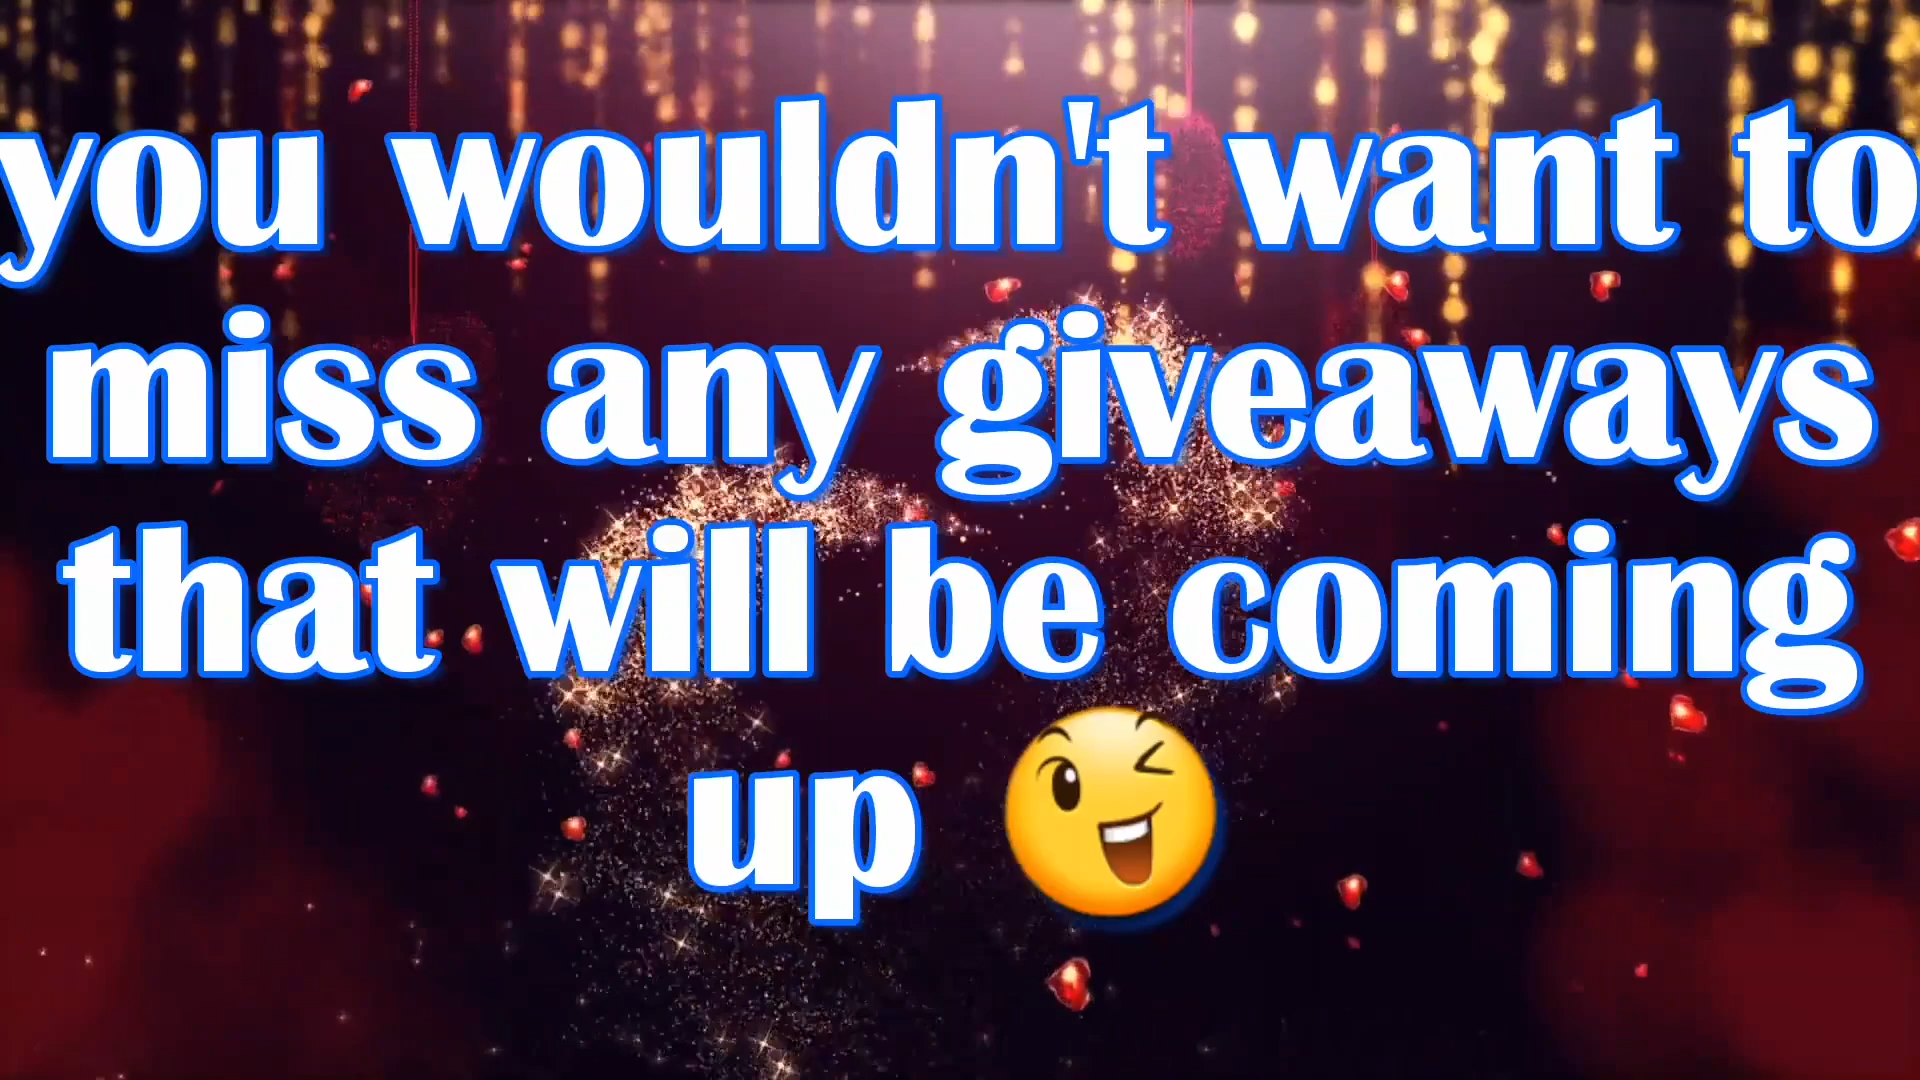 you wouldn't want to
miss any giveaways
that will be coming
up 😉